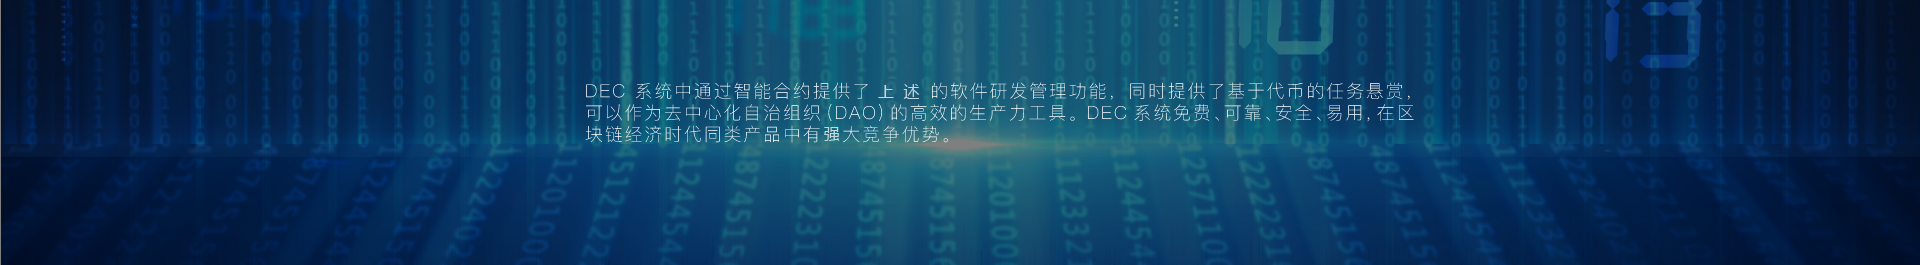 DEC 系统中通过智能合约提供了 上 述 的软件研发管理功能，同时提供了基于代币的任务悬赏，
可以作为去中心化自治组织（DAO）的高效的生产力工具。DEC 系统免费、可靠、安全、易用，在区
块链经济时代同类产品中有强大竞争优势。